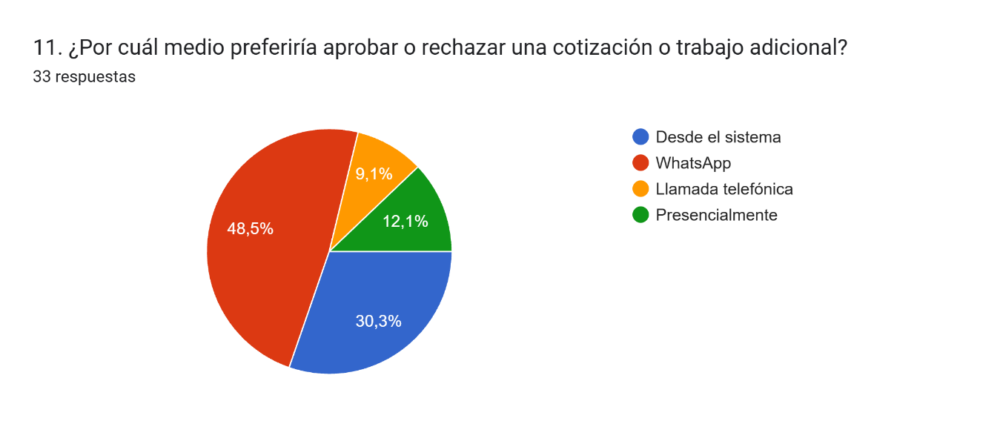 11. ¿Por cuál medio preferiría aprobar o rechazar una cotización o trabajo adicional?
33 respuestas
Desde el sistema
WhatsApp
Llamada telefónica
Presencialmente
9,1%
12,1%
48,5%
30,3%